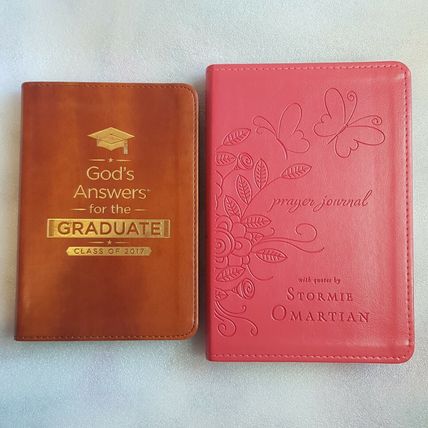 God's
Answers®
for the
GRADUATE
CLASS OF 2017
prayer journal
with quotes by
STORMIE
OMARTIAN